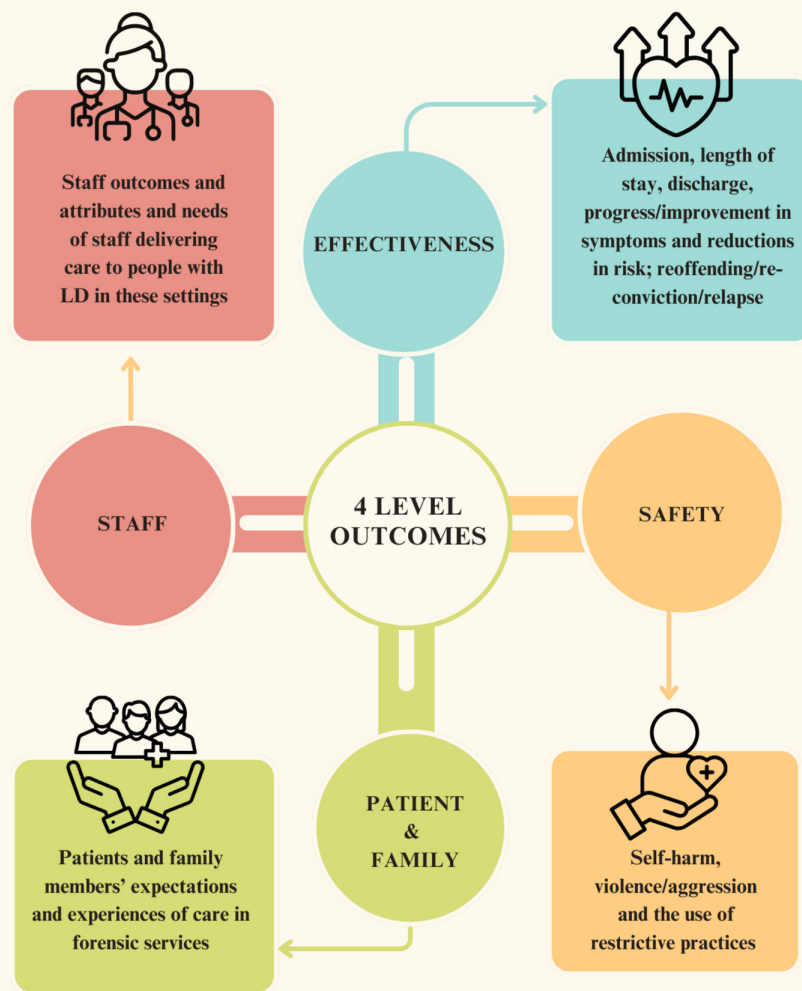 Staff outcomes and
attributes and needs
of staff delivering
care to people with
LD in these settings
EFFECTIVENESS
Admission, length of
stay, discharge,
progress/improvement in
symptoms and reductions
in risk; reoffending/re-
conviction/relapse
STAFF
4 LEVEL
OUTCOMES
SAFETY
Patients and family
members’ expectations
and experiences of care in
forensic services
PATIENT
&
FAMILY
Self-harm,
violence/aggression
and the use of
restrictive practices